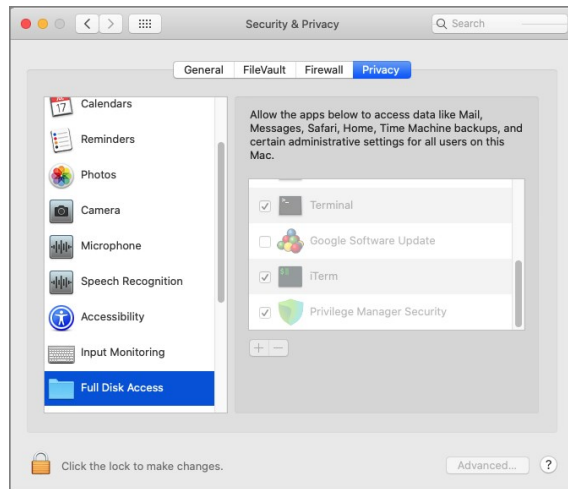 Security & Privacy
Search
General
FileVault
Firewall
Privacy
17
Calendars
Reminders
Photos
Camera
Microphone
Speech Recognition
Accessibility
Input Monitoring
Full Disk Access
Allow the apps below to access data like Mail,
Messages, Safari, Home, Time Machine backups, and
certain administrative settings for all users on this
Mac.
Terminal
Google Software Update
iTerm
Privilege Manager Security
Click the lock to make changes.
Advanced...
?